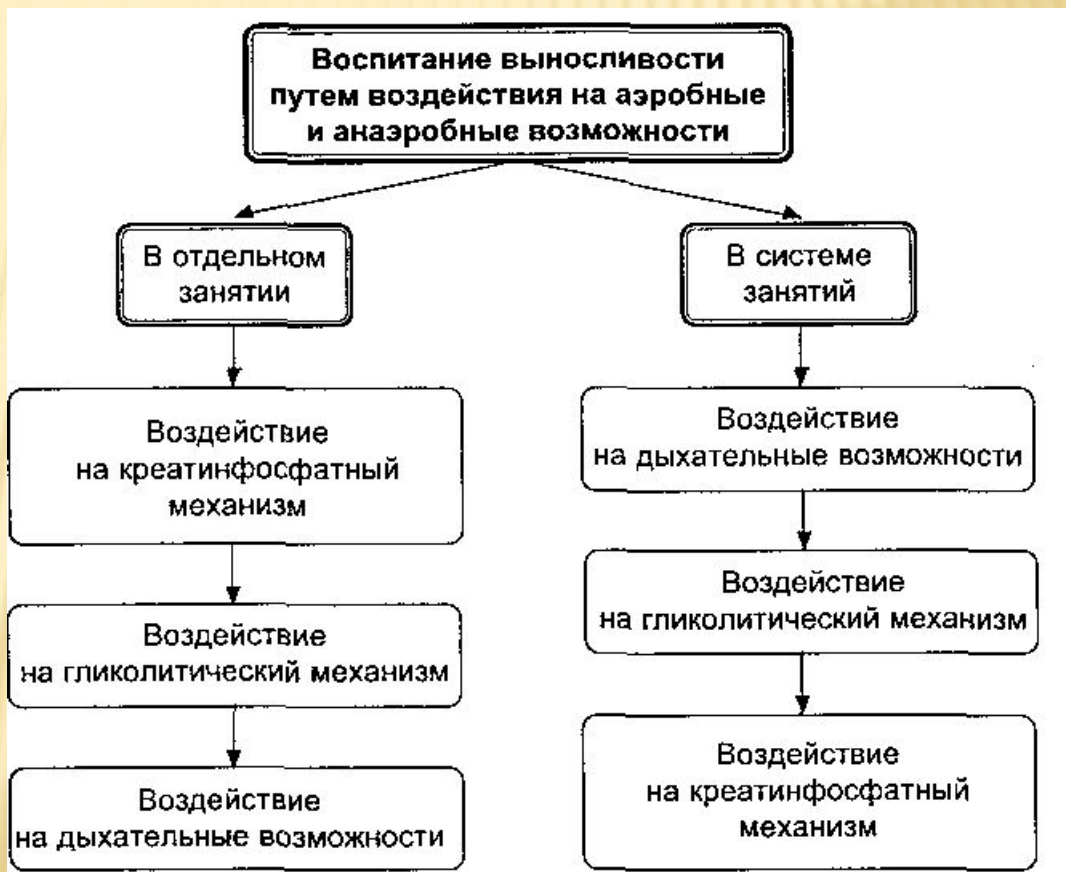 Воспитание выносливости
путем воздействия на аэробные
и анаэробные возможности
В отдельном
занятии
В системе
занятий
Воздействие
на креатинфосфатный
механизм
Воздействие
на гликолитический механизм
Воздействие
на дыхательные возможности
Воздействие
на дыхательные возможности
Воздействие
на гликолитический механизм
Воздействие
на креатинфосфатный
механизм